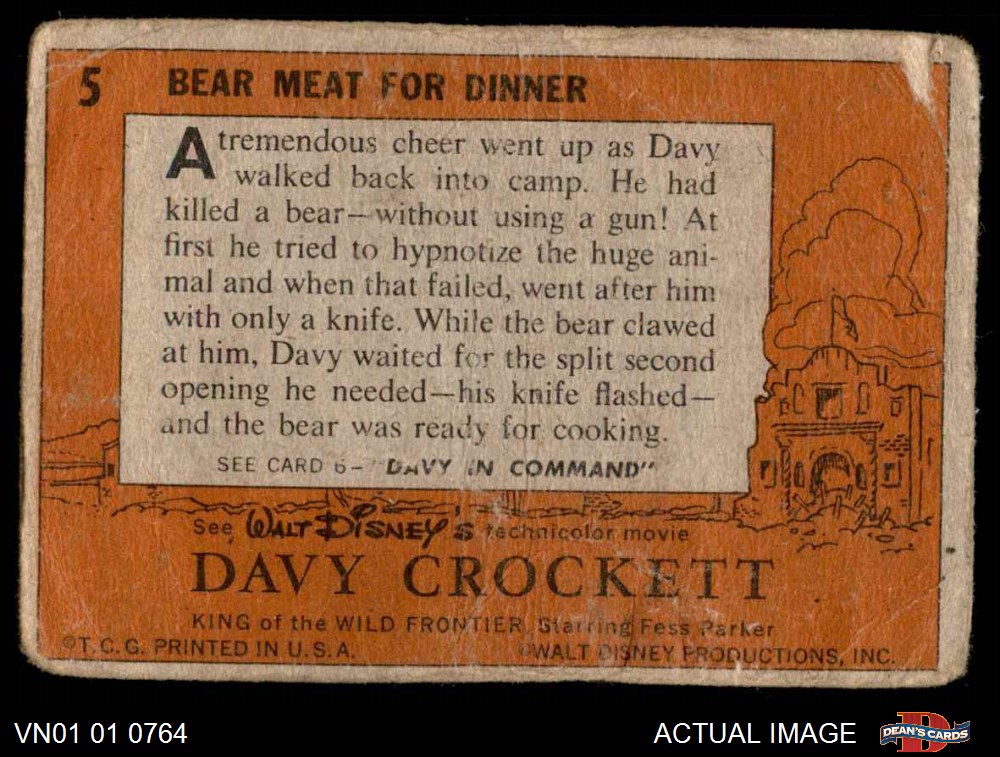 5 BEAR MEAT FOR DINNER
A tremendous cheer went up as Davy
walked back into camp. He had
killed a bear—without using a gun! At
first he tried to hypnotize the huge ani-
mal and when that failed, went after him
with only a knife. While the bear clawed
at him, Davy waited for the split second
opening he needed—his knife flashed—
and the bear was ready for cooking.
SEE CARD 6—"DAVY IN COMMAND"
See WALT DISNEY'S technicolor movie
DAVY CROCKETT
KING of the WILD FRONTIER, Starring Fess Parker
©T.C.G. PRINTED IN U.S.A. ©WALT DISNEY PRODUCTIONS, INC.
VN01 01 0764 ACTUAL IMAGE DEAN'S CARDS